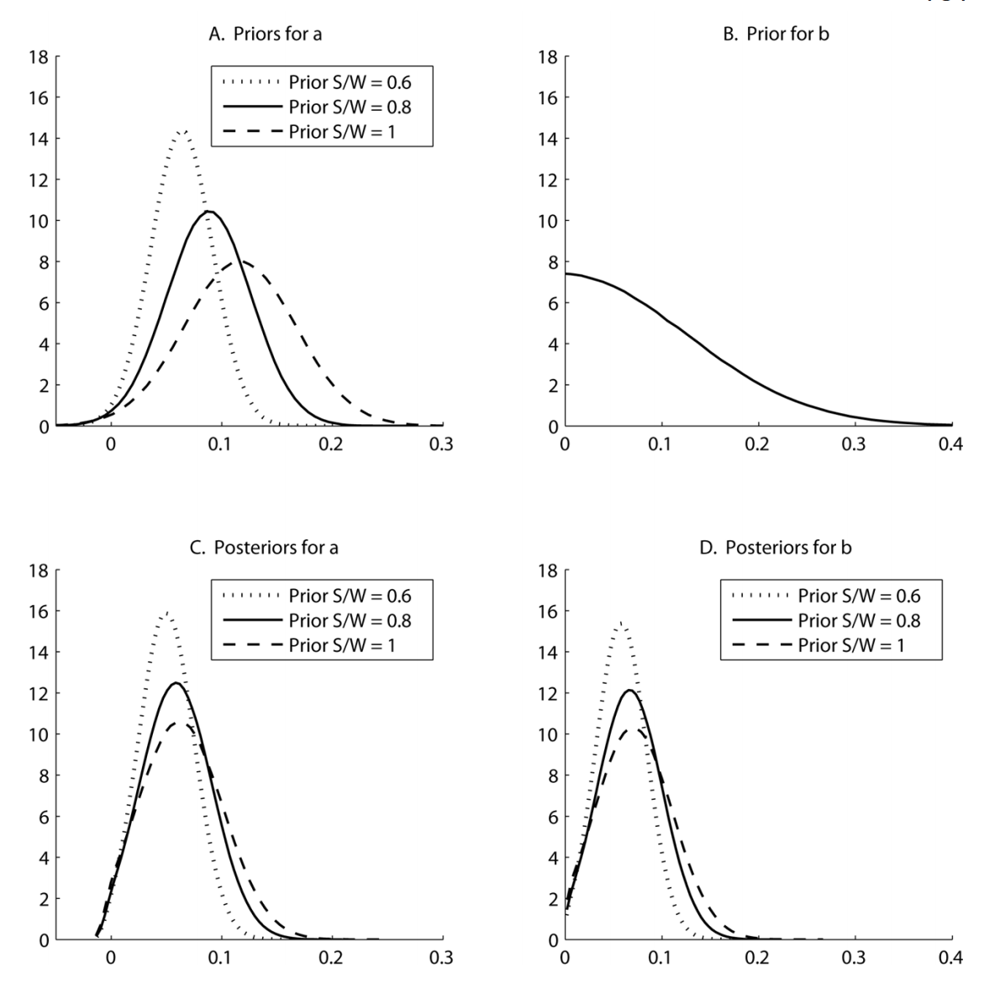 A. Priors for a
18
16
14
12
10
8
6
4
2
0
Prior S/W = 0.6
Prior S/W = 0.8
Prior S/W = 1
0 0.1 0.2 0.3
B. Prior for b
18
16
14
12
10
8
6
4
2
0
0 0.1 0.2 0.3 0.4
C. Posteriors for a
18
16
14
12
10
8
6
4
2
0
Prior S/W = 0.6
Prior S/W = 0.8
Prior S/W = 1
0 0.1 0.2 0.3
D. Posteriors for b
18
16
14
12
10
8
6
4
2
0
Prior S/W = 0.6
Prior S/W = 0.8
Prior S/W = 1
0 0.1 0.2 0.3 0.4